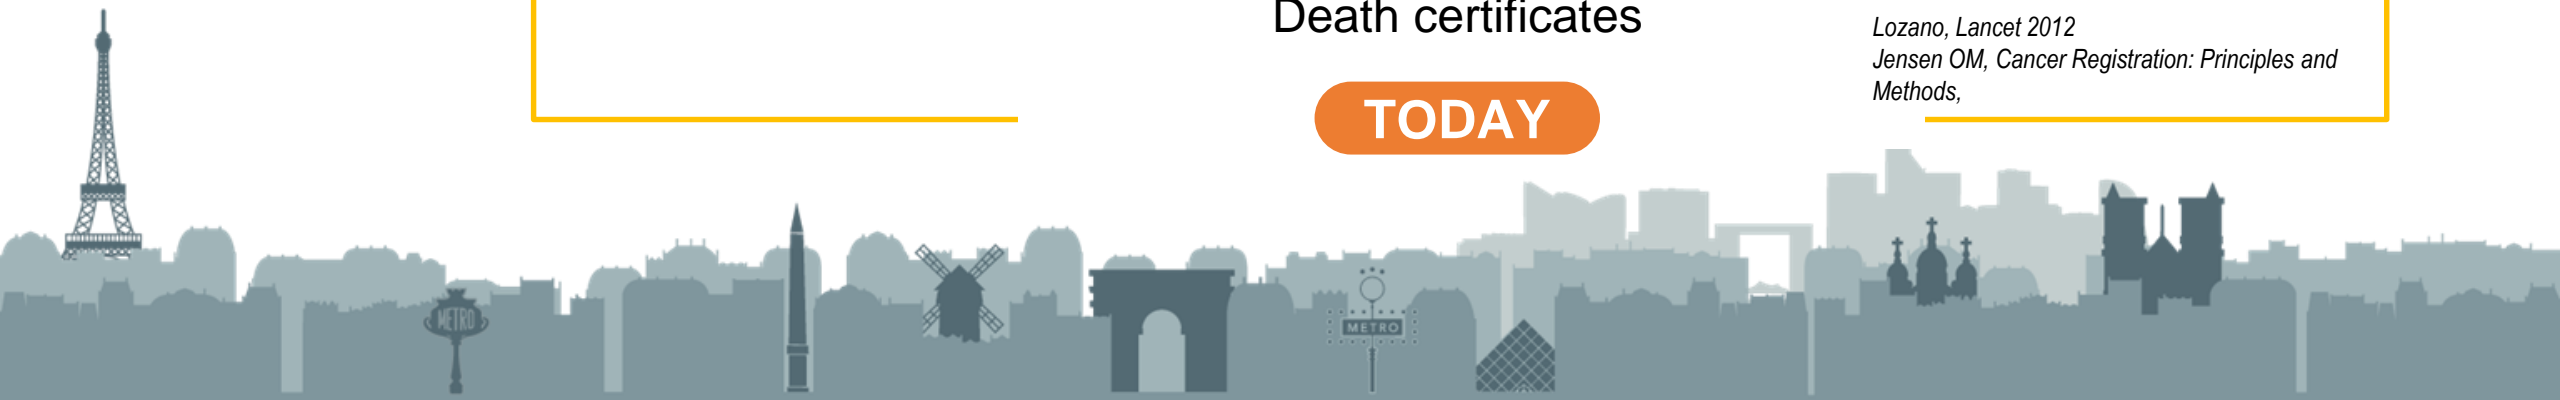 Death certificates
Lozano, Lancet 2012
Jensen OM, Cancer Registration: Principles and
Methods,
TODAY
METRO
METRO